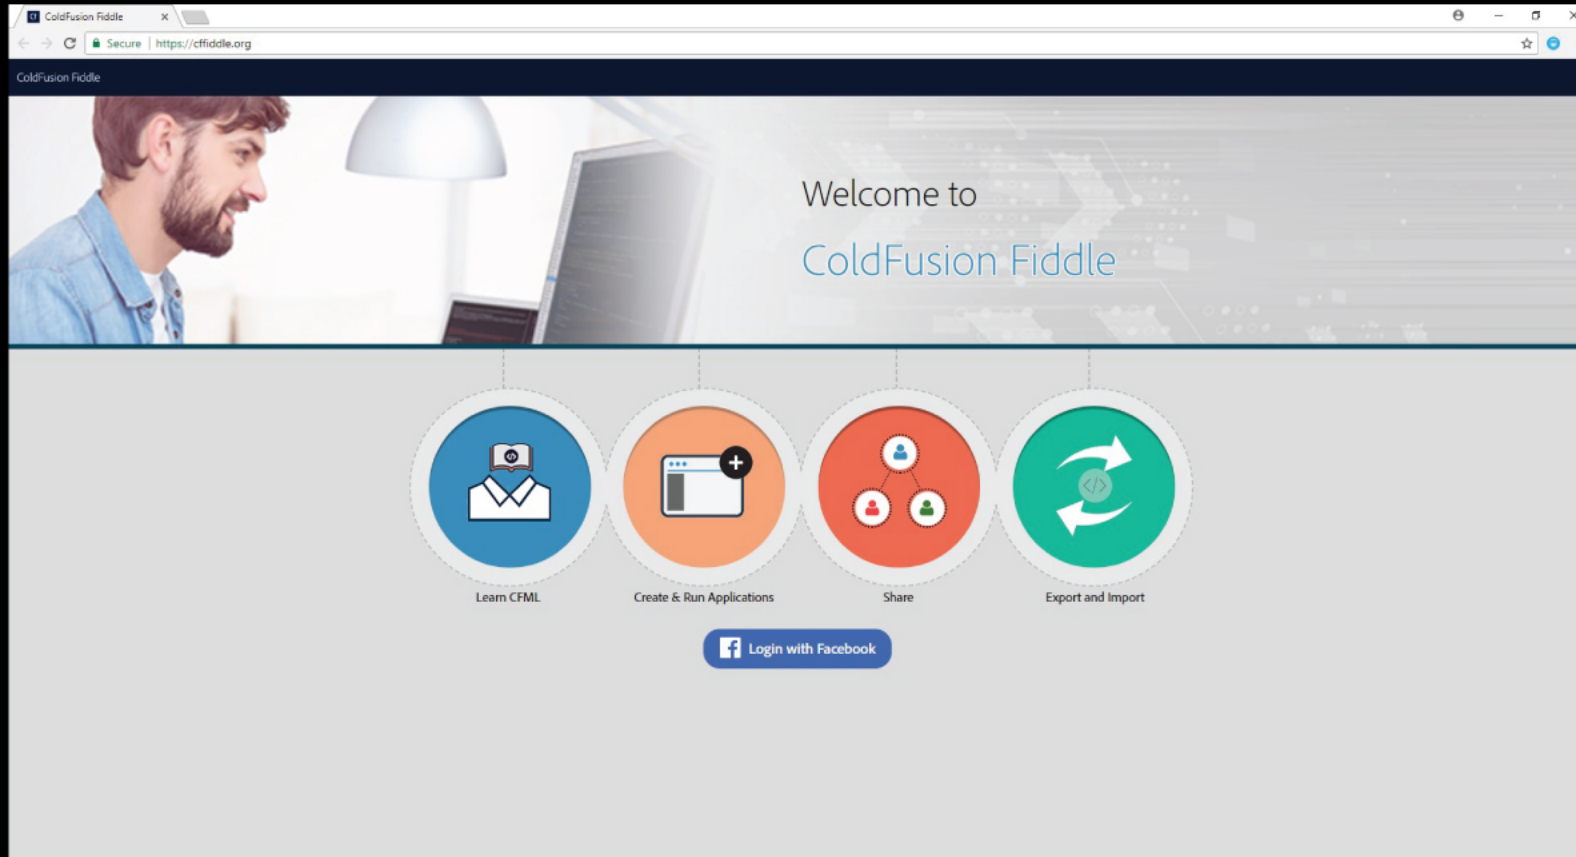 ColdFusion Fiddle
Secure | https://cffiddle.org
ColdFusion Fiddle
Welcome to
ColdFusion Fiddle
Learn CFML
Create & Run Applications
Share
Export and Import
Login with Facebook